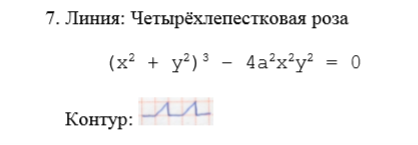 7. Линия: Четырёхлепестковая роза
(x² + y²)³ – 4a²x²y² = 0
Контур: